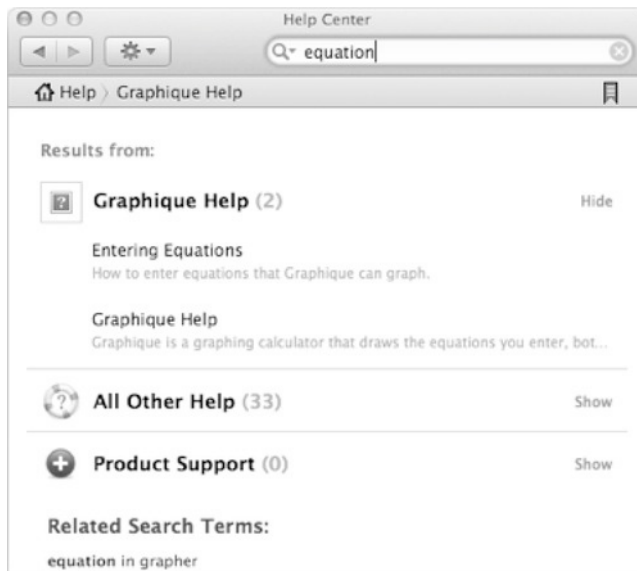 Help Center
equation
Help Graphique Help
Results from:
Graphique Help (2) Hide
Entering Equations
How to enter equations that Graphique can graph.
Graphique Help
Graphique is a graphing calculator that draws the equations you enter, bot...
All Other Help (33) Show
Product Support (0) Show
Related Search Terms:
equation in grapher